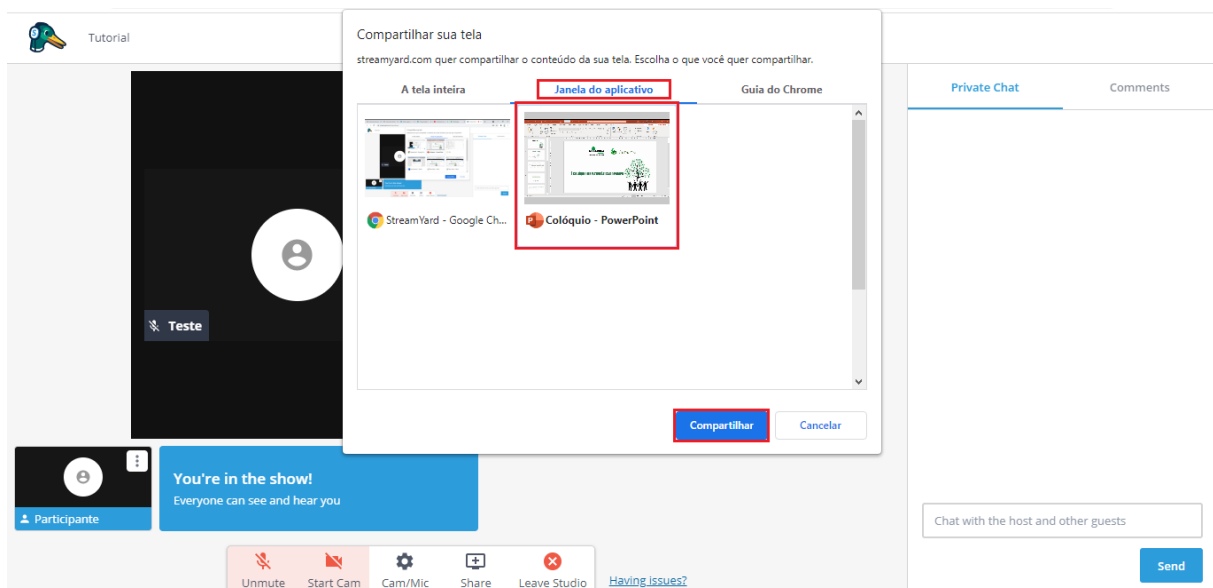 Tutorial
Compartilhar sua tela
streamyard.com quer compartilhar o conteúdo da sua tela. Escolha o que você quer compartilhar.
A tela inteira
Janela do aplicativo
Guia do Chrome
StreamYard - Google Ch...
Colóquio - PowerPoint
Compartilhar
Cancelar
Teste
Participante
You're in the show!
Everyone can see and hear you
Unmute
Start Cam
Cam/Mic
Share
Leave Studio
Having issues?
Private Chat
Comments
Chat with the host and other guests
Send